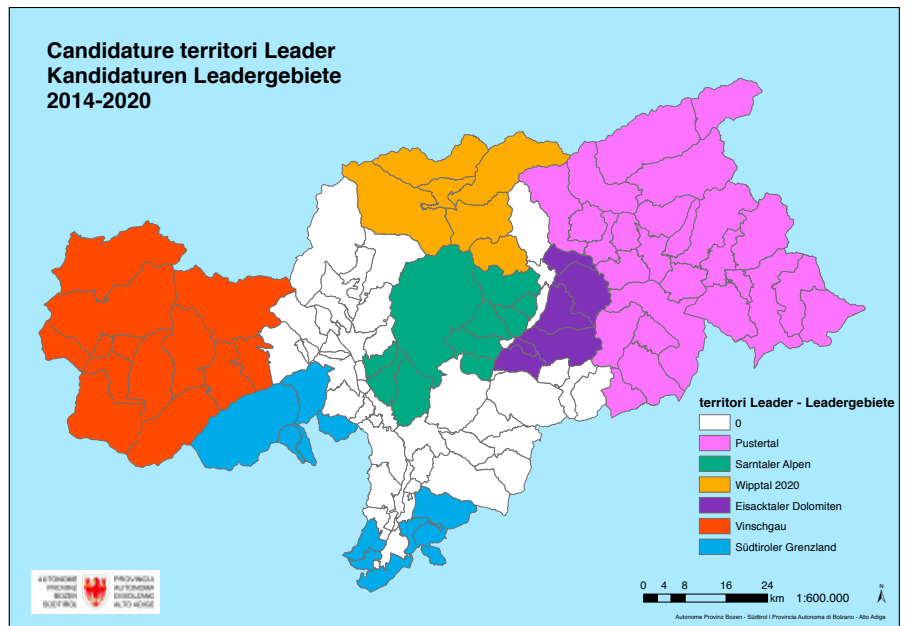 Candidature territori Leader
Kandidaturen Leadergebiete
2014-2020
territori Leader - Leadergebiete
0
Pustertal
Sarntaler Alpen
Wipptal 2020
Eisacktaler Dolomiten
Vinschgau
Südtiroler Grenzland
AUTONOME PROVINZ BOZEN SÜDTIROL
PROVINCIA AUTONOMA DI BOLZANO ALTO ADIGE
0 4 8 16 24
km
1:600.000
N
Autonome Provinz Bozen - Südtirol I Provincia Autonoma di Bolzano - Alto Adige